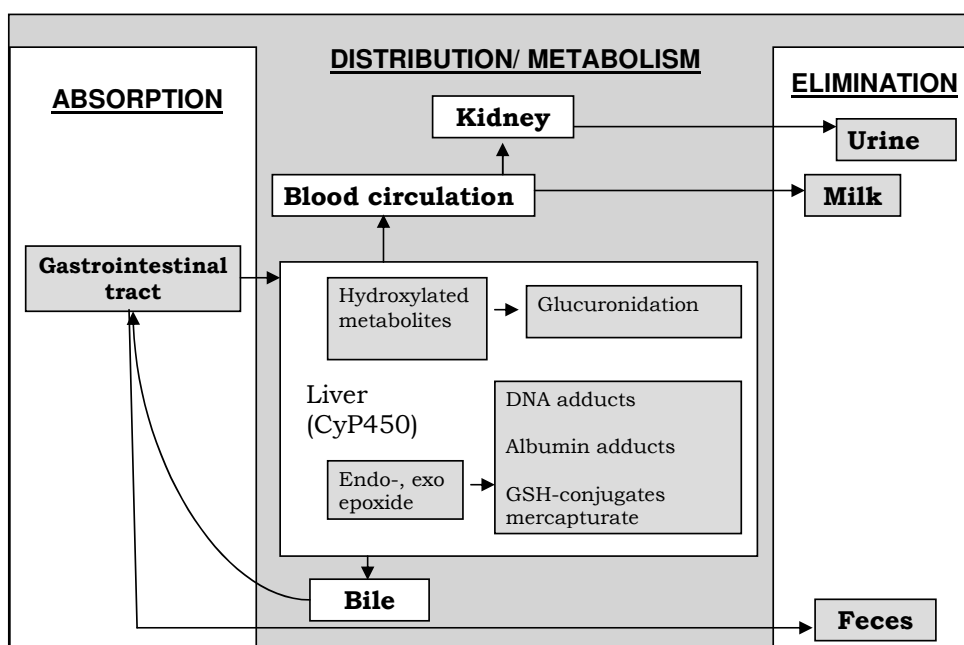 DISTRIBUTION/ METABOLISM
ABSORPTION
ELIMINATION
Kidney
Urine
Blood circulation
Milk
Gastrointestinal
tract
Hydroxylated
metabolites
Glucuronidation
Liver
(CyP450)
DNA adducts
Albumin adducts
GSH-conjugates
mercapturate
Endo-, exo
epoxide
Bile
Feces